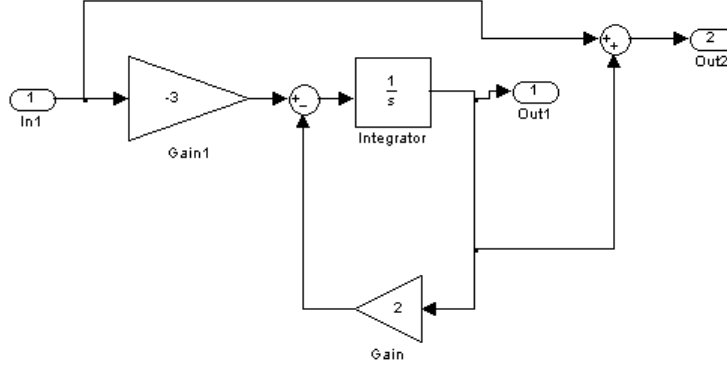 2
+
+
Out2
1
In1
-3
Gain1
+
−
1
s
Integrator
1
Out1
2
Gain